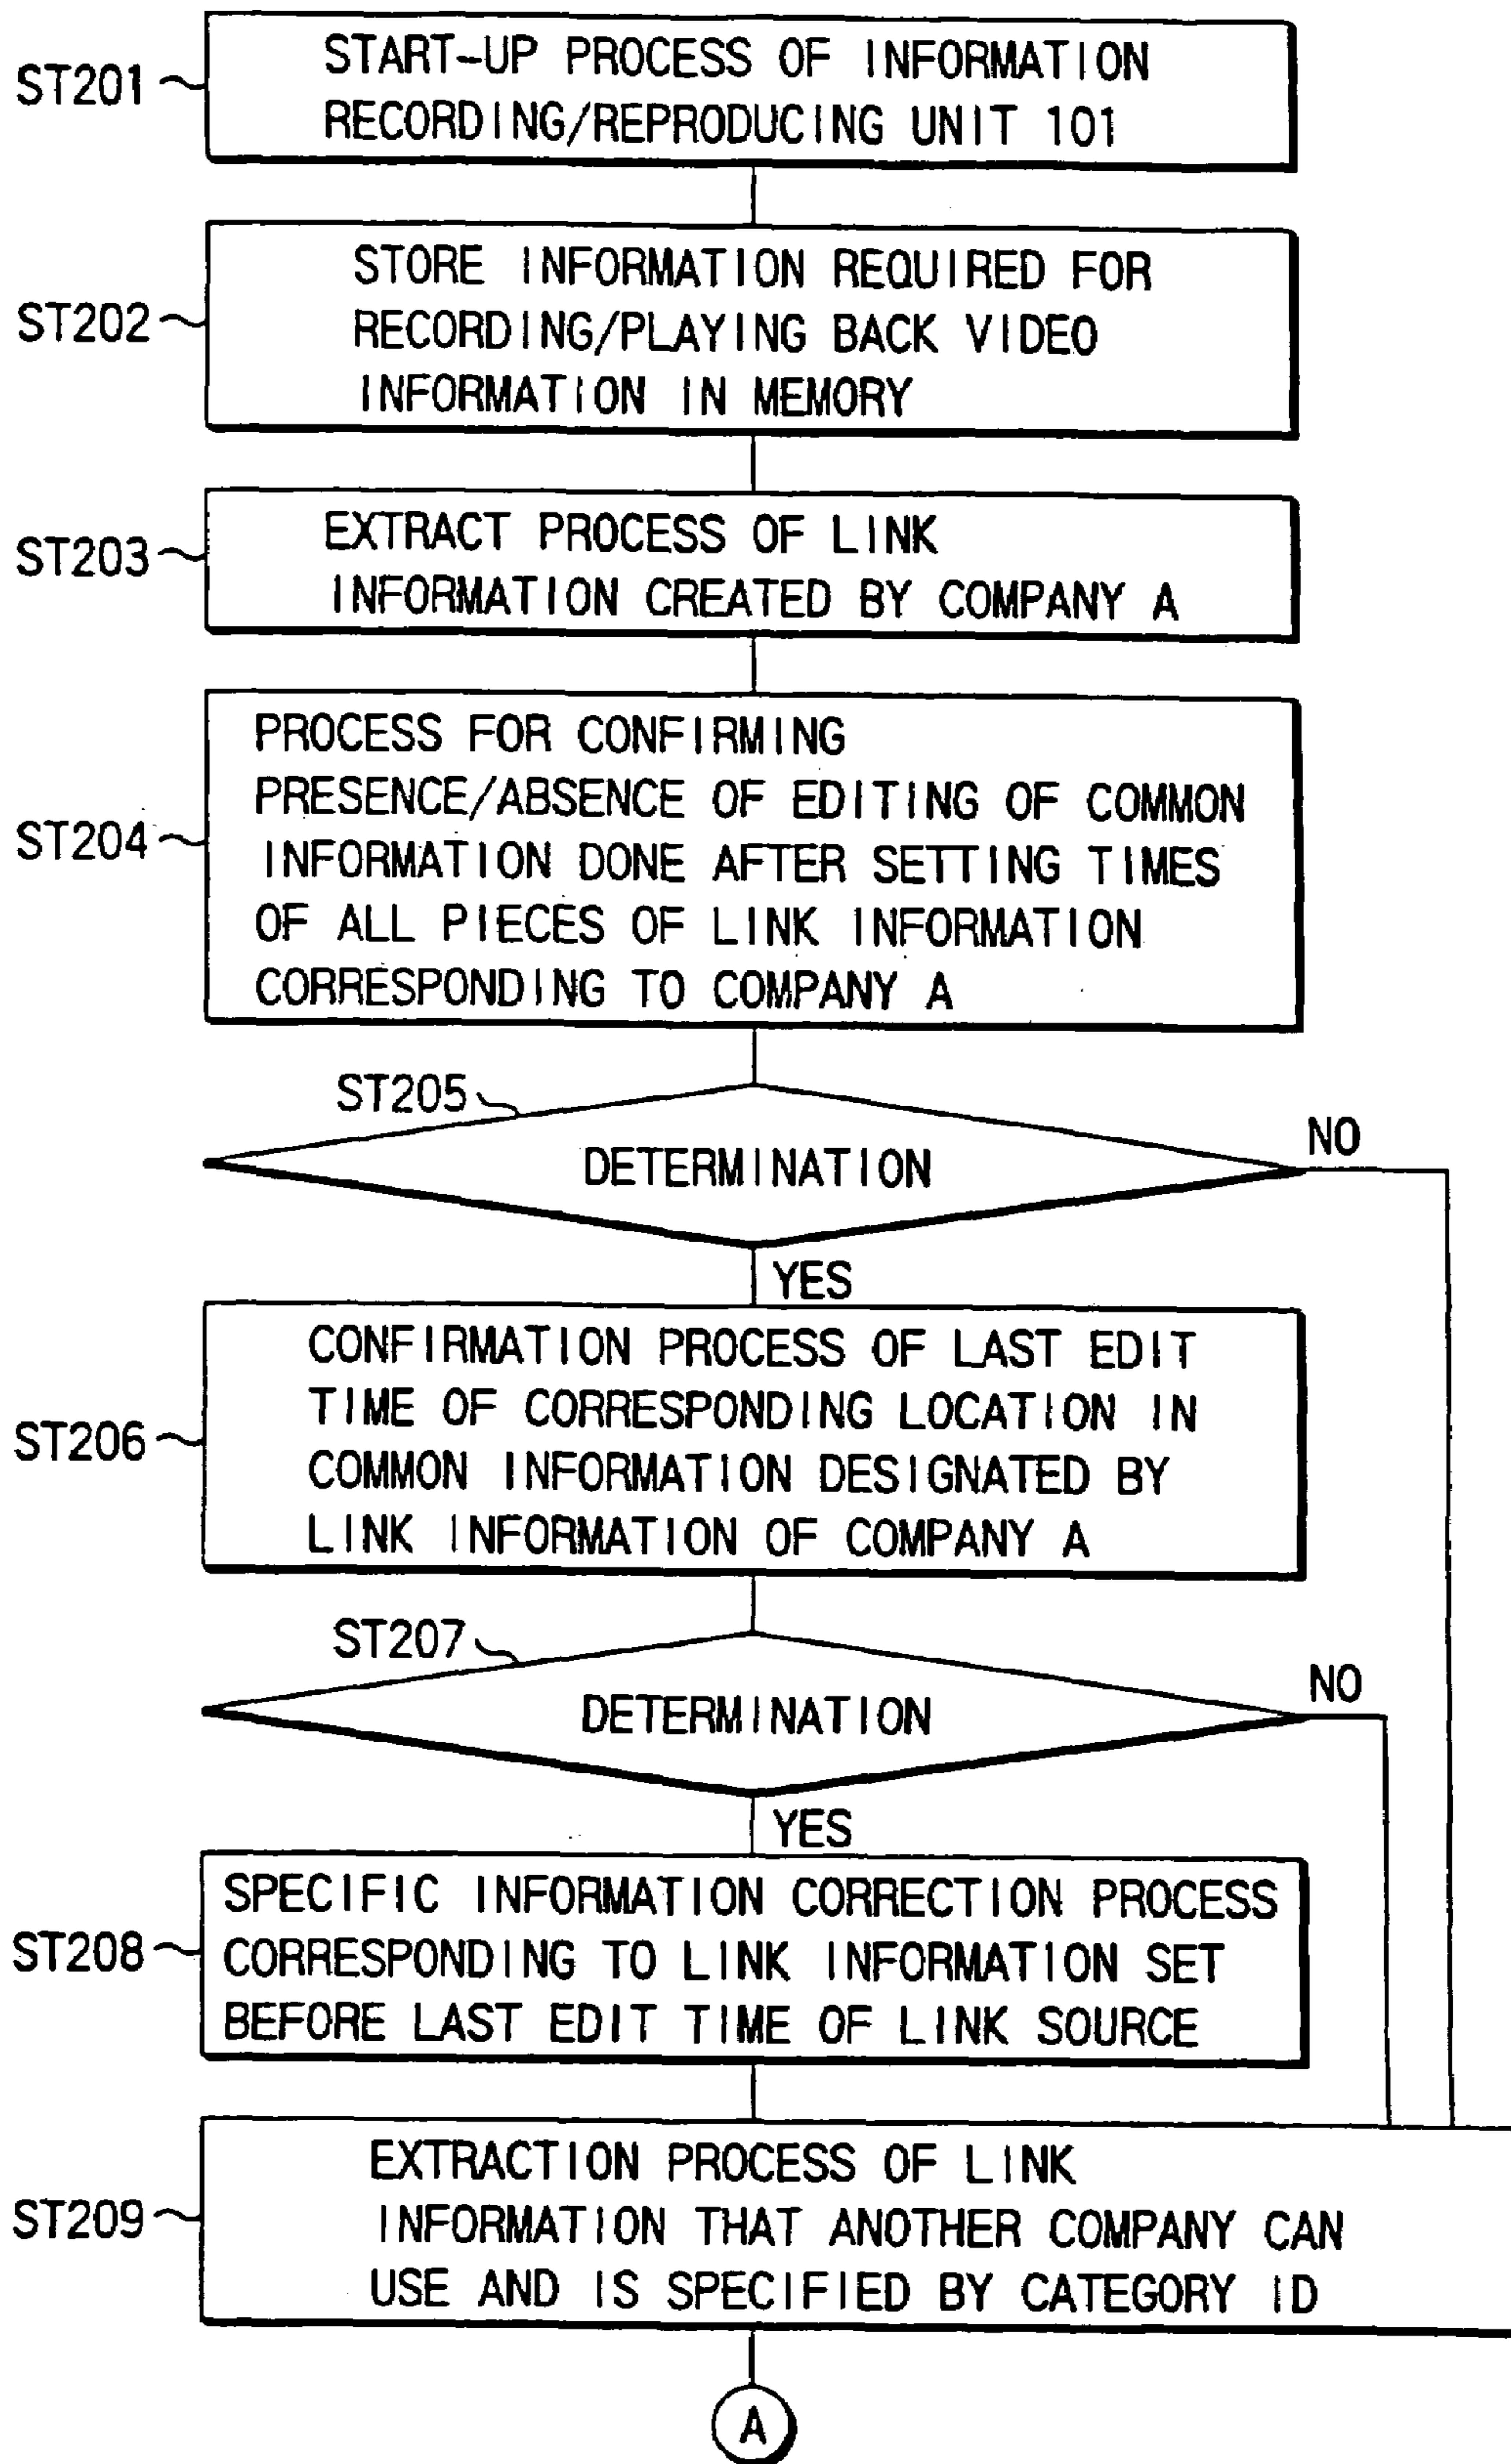 ST201
START-UP PROCESS OF INFORMATION
RECORDING/REPRODUCING UNIT 101
ST202
STORE INFORMATION REQUIRED FOR
RECORDING/PLAYING BACK VIDEO
INFORMATION IN MEMORY
ST203
EXTRACT PROCESS OF LINK
INFORMATION CREATED BY COMPANY A
ST204
PROCESS FOR CONFIRMING
PRESENCE/ABSENCE OF EDITING OF COMMON
INFORMATION DONE AFTER SETTING TIMES
OF ALL PIECES OF LINK INFORMATION
CORRESPONDING TO COMPANY A
ST205
DETERMINATION
NO
YES
ST206
CONFIRMATION PROCESS OF LAST EDIT
TIME OF CORRESPONDING LOCATION IN
COMMON INFORMATION DESIGNATED BY
LINK INFORMATION OF COMPANY A
ST207
DETERMINATION
NO
YES
ST208
SPECIFIC INFORMATION CORRECTION PROCESS
CORRESPONDING TO LINK INFORMATION SET
BEFORE LAST EDIT TIME OF LINK SOURCE
ST209
EXTRACTION PROCESS OF LINK
INFORMATION THAT ANOTHER COMPANY CAN
USE AND IS SPECIFIED BY CATEGORY ID
A